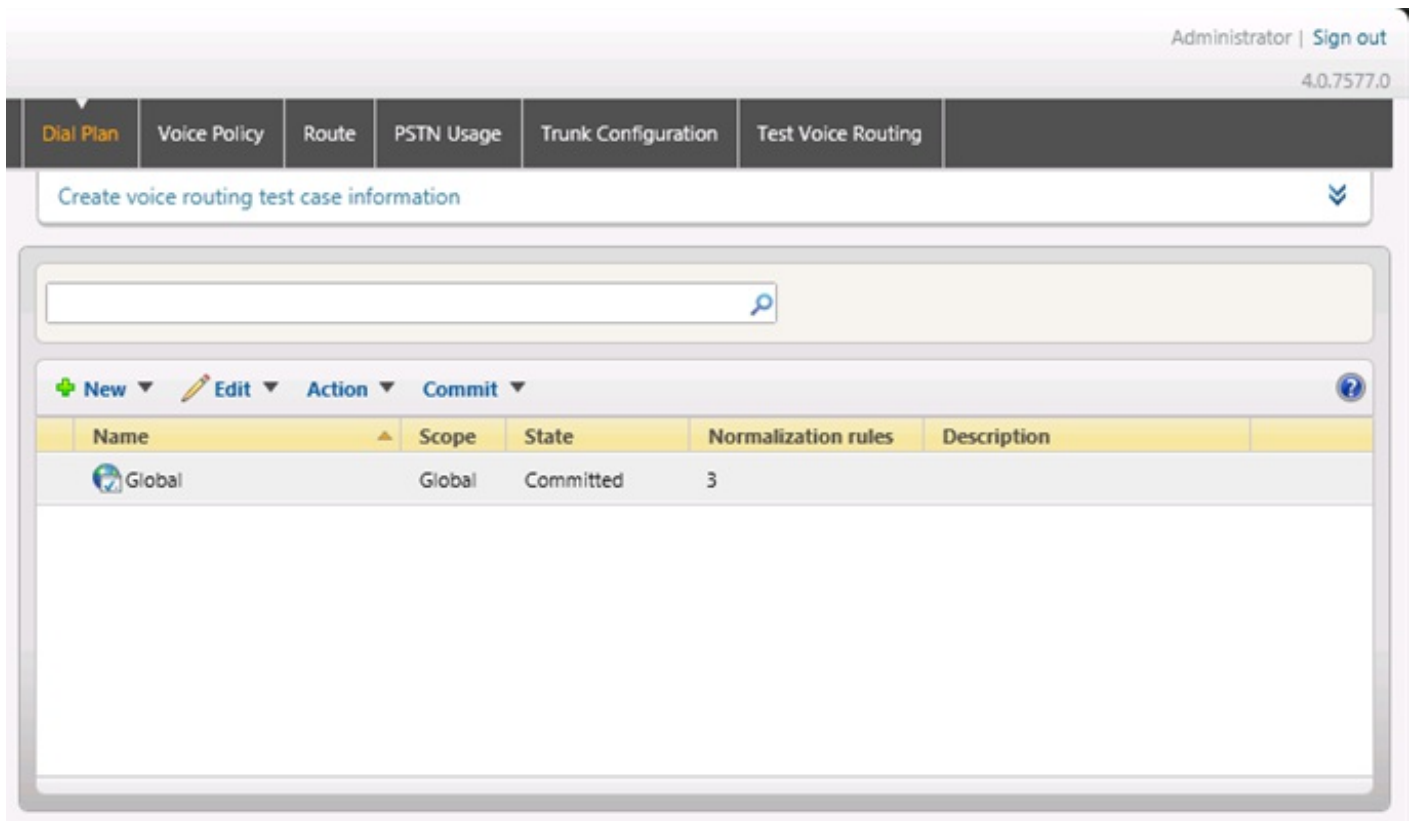 Administrator | Sign out
4.0.7577.0
Dial Plan Voice Policy Route PSTN Usage Trunk Configuration Test Voice Routing
Create voice routing test case information
New Edit Action Commit
Name Scope State Normalization rules Description
Global Global Committed 3